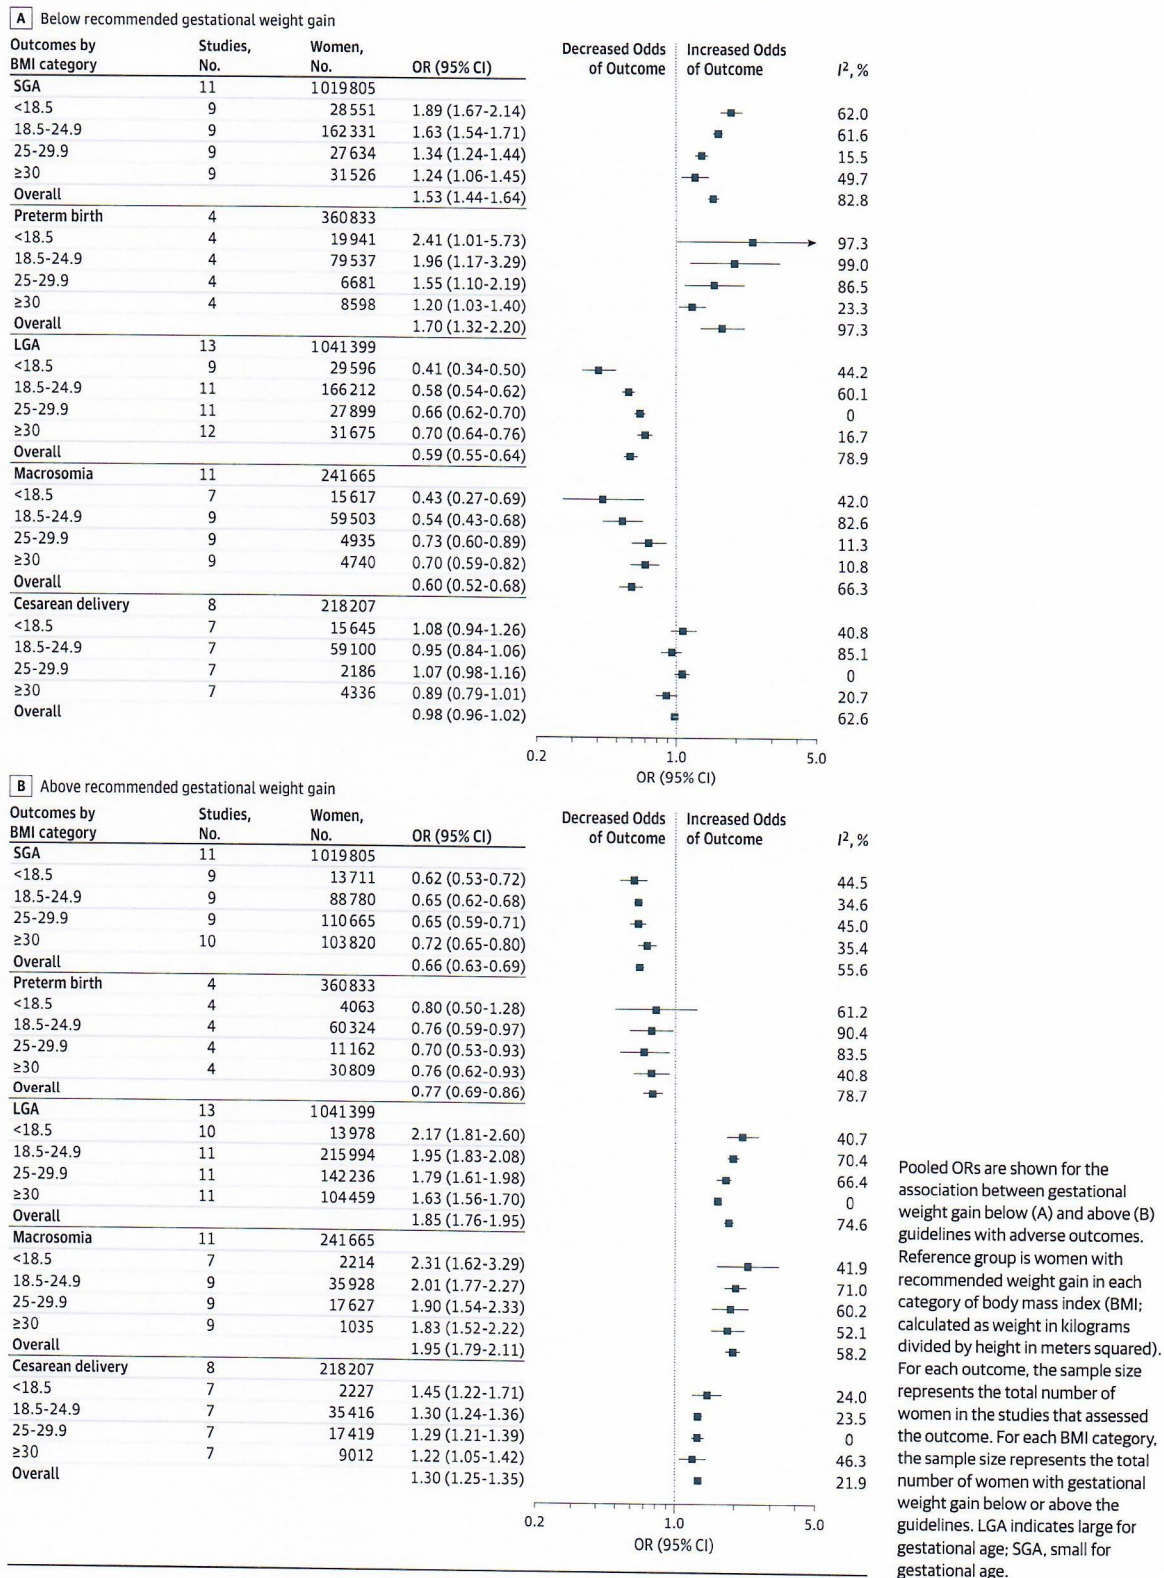 A Below recommended gestational weight gain
Outcomes by BMI category Studies, No. Women, No. OR (95% CI) Decreased Odds of Outcome Increased Odds of Outcome I², %
SGA 11 1019805
<18.5 9 28551 1.89 (1.67-2.14) 62.0
18.5-24.9 9 162331 1.63 (1.54-1.71) 61.6
25-29.9 9 27634 1.34 (1.24-1.44) 15.5
≥30 9 31526 1.24 (1.06-1.45) 49.7
Overall 1.53 (1.44-1.64) 82.8
Preterm birth 4 360833
<18.5 4 19941 2.41 (1.01-5.73) 97.3
18.5-24.9 4 79537 1.96 (1.17-3.29) 99.0
25-29.9 4 6681 1.55 (1.10-2.19) 86.5
≥30 4 8598 1.20 (1.03-1.40) 23.3
Overall 1.70 (1.32-2.20) 97.3
LGA 13 1041399
<18.5 9 29596 0.41 (0.34-0.50) 44.2
18.5-24.9 11 166212 0.58 (0.54-0.62) 60.1
25-29.9 11 27899 0.66 (0.62-0.70) 0
≥30 12 31675 0.70 (0.64-0.76) 16.7
Overall 0.59 (0.55-0.64) 78.9
Macrosomia 11 241665
<18.5 7 15617 0.43 (0.27-0.69) 42.0
18.5-24.9 9 59503 0.54 (0.43-0.68) 82.6
25-29.9 9 4935 0.73 (0.60-0.89) 11.3
≥30 9 4740 0.70 (0.59-0.82) 10.8
Overall 0.60 (0.52-0.68) 66.3
Cesarean delivery 8 218207
<18.5 7 15645 1.08 (0.94-1.26) 40.8
18.5-24.9 7 59100 0.95 (0.84-1.06) 85.1
25-29.9 7 2186 1.07 (0.98-1.16) 0
≥30 7 4336 0.89 (0.79-1.01) 20.7
Overall 0.98 (0.96-1.02) 62.6
0.2 1.0 5.0
OR (95% CI)
B Above recommended gestational weight gain
Outcomes by BMI category Studies, No. Women, No. OR (95% CI) Decreased Odds of Outcome Increased Odds of Outcome I², %
SGA 11 1019805
<18.5 9 13711 0.62 (0.53-0.72) 44.5
18.5-24.9 9 88780 0.65 (0.62-0.68) 34.6
25-29.9 9 110665 0.65 (0.59-0.71) 45.0
≥30 10 103820 0.72 (0.65-0.80) 35.4
Overall 0.66 (0.63-0.69) 55.6
Preterm birth 4 360833
<18.5 4 4063 0.80 (0.50-1.28) 61.2
18.5-24.9 4 60324 0.76 (0.59-0.97) 90.4
25-29.9 4 11162 0.70 (0.53-0.93) 83.5
≥30 4 30809 0.76 (0.62-0.93) 40.8
Overall 0.77 (0.69-0.86) 78.7
LGA 13 1041399
<18.5 10 13978 2.17 (1.81-2.60) 40.7
18.5-24.9 11 215994 1.95 (1.83-2.08) 70.4
25-29.9 11 142236 1.79 (1.61-1.98) 66.4
≥30 11 104459 1.63 (1.56-1.70) 0
Overall 1.85 (1.76-1.95) 74.6
Macrosomia 11 241665
<18.5 7 2214 2.31 (1.62-3.29) 41.9
18.5-24.9 9 35928 2.01 (1.77-2.27) 71.0
25-29.9 9 17627 1.90 (1.54-2.33) 60.2
≥30 9 1035 1.83 (1.52-2.22) 52.1
Overall 1.95 (1.79-2.11) 58.2
Cesarean delivery 8 218207
<18.5 7 2227 1.45 (1.22-1.71) 24.0
18.5-24.9 7 35416 1.30 (1.24-1.36) 23.5
25-29.9 7 17419 1.29 (1.21-1.39) 0
≥30 7 9012 1.22 (1.05-1.42) 46.3
Overall 1.30 (1.25-1.35) 21.9
0.2 1.0 5.0
OR (95% CI)
Pooled ORs are shown for the
association between gestational
weight gain below (A) and above (B)
guidelines with adverse outcomes.
Reference group is women with
recommended weight gain in each
category of body mass index (BMI;
calculated as weight in kilograms
divided by height in meters squared).
For each outcome, the sample size
represents the total number of
women in the studies that assessed
the outcome. For each BMI category,
the sample size represents the total
number of women with gestational
weight gain below or above the
guidelines. LGA indicates large for
gestational age; SGA, small for
gestational age.